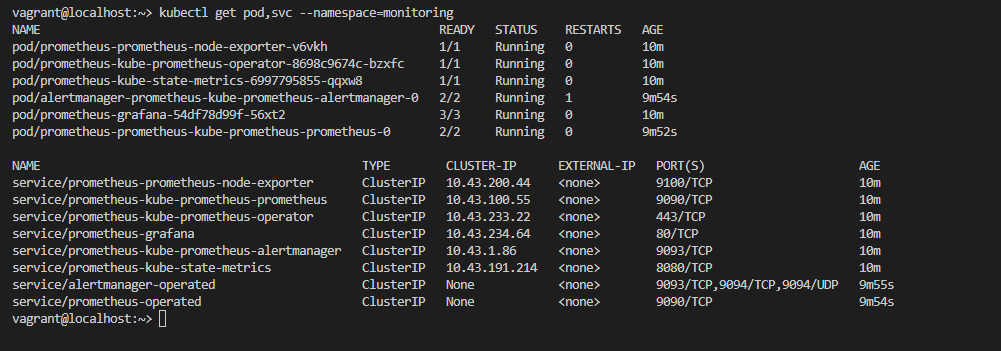 vagrant@localhost:~> kubectl get pod,svc --namespace=monitoring
NAME READY STATUS RESTARTS AGE
pod/prometheus-prometheus-node-exporter-v6vkh 1/1 Running 0 10m
pod/prometheus-kube-prometheus-operator-8698c9674c-bzxfc 1/1 Running 0 10m
pod/prometheus-kube-state-metrics-6997795855-qqxw8 1/1 Running 0 10m
pod/alertmanager-prometheus-kube-prometheus-alertmanager-0 2/2 Running 1 9m54s
pod/prometheus-grafana-54df78d99f-56xt2 3/3 Running 0 10m
pod/prometheus-prometheus-kube-prometheus-prometheus-0 2/2 Running 0 9m52s
NAME TYPE CLUSTER-IP EXTERNAL-IP PORT(S) AGE
service/prometheus-prometheus-node-exporter ClusterIP 10.43.200.44 <none> 9100/TCP 10m
service/prometheus-kube-prometheus-prometheus ClusterIP 10.43.100.55 <none> 9090/TCP 10m
service/prometheus-kube-prometheus-operator ClusterIP 10.43.233.22 <none> 443/TCP 10m
service/prometheus-grafana ClusterIP 10.43.234.64 <none> 80/TCP 10m
service/prometheus-kube-prometheus-alertmanager ClusterIP 10.43.1.86 <none> 9093/TCP 10m
service/prometheus-kube-state-metrics ClusterIP 10.43.191.214 <none> 8080/TCP 10m
service/alertmanager-operated ClusterIP None <none> 9093/TCP,9094/TCP,9094/UDP 9m55s
service/prometheus-operated ClusterIP None <none> 9090/TCP 9m54s
vagrant@localhost:~>